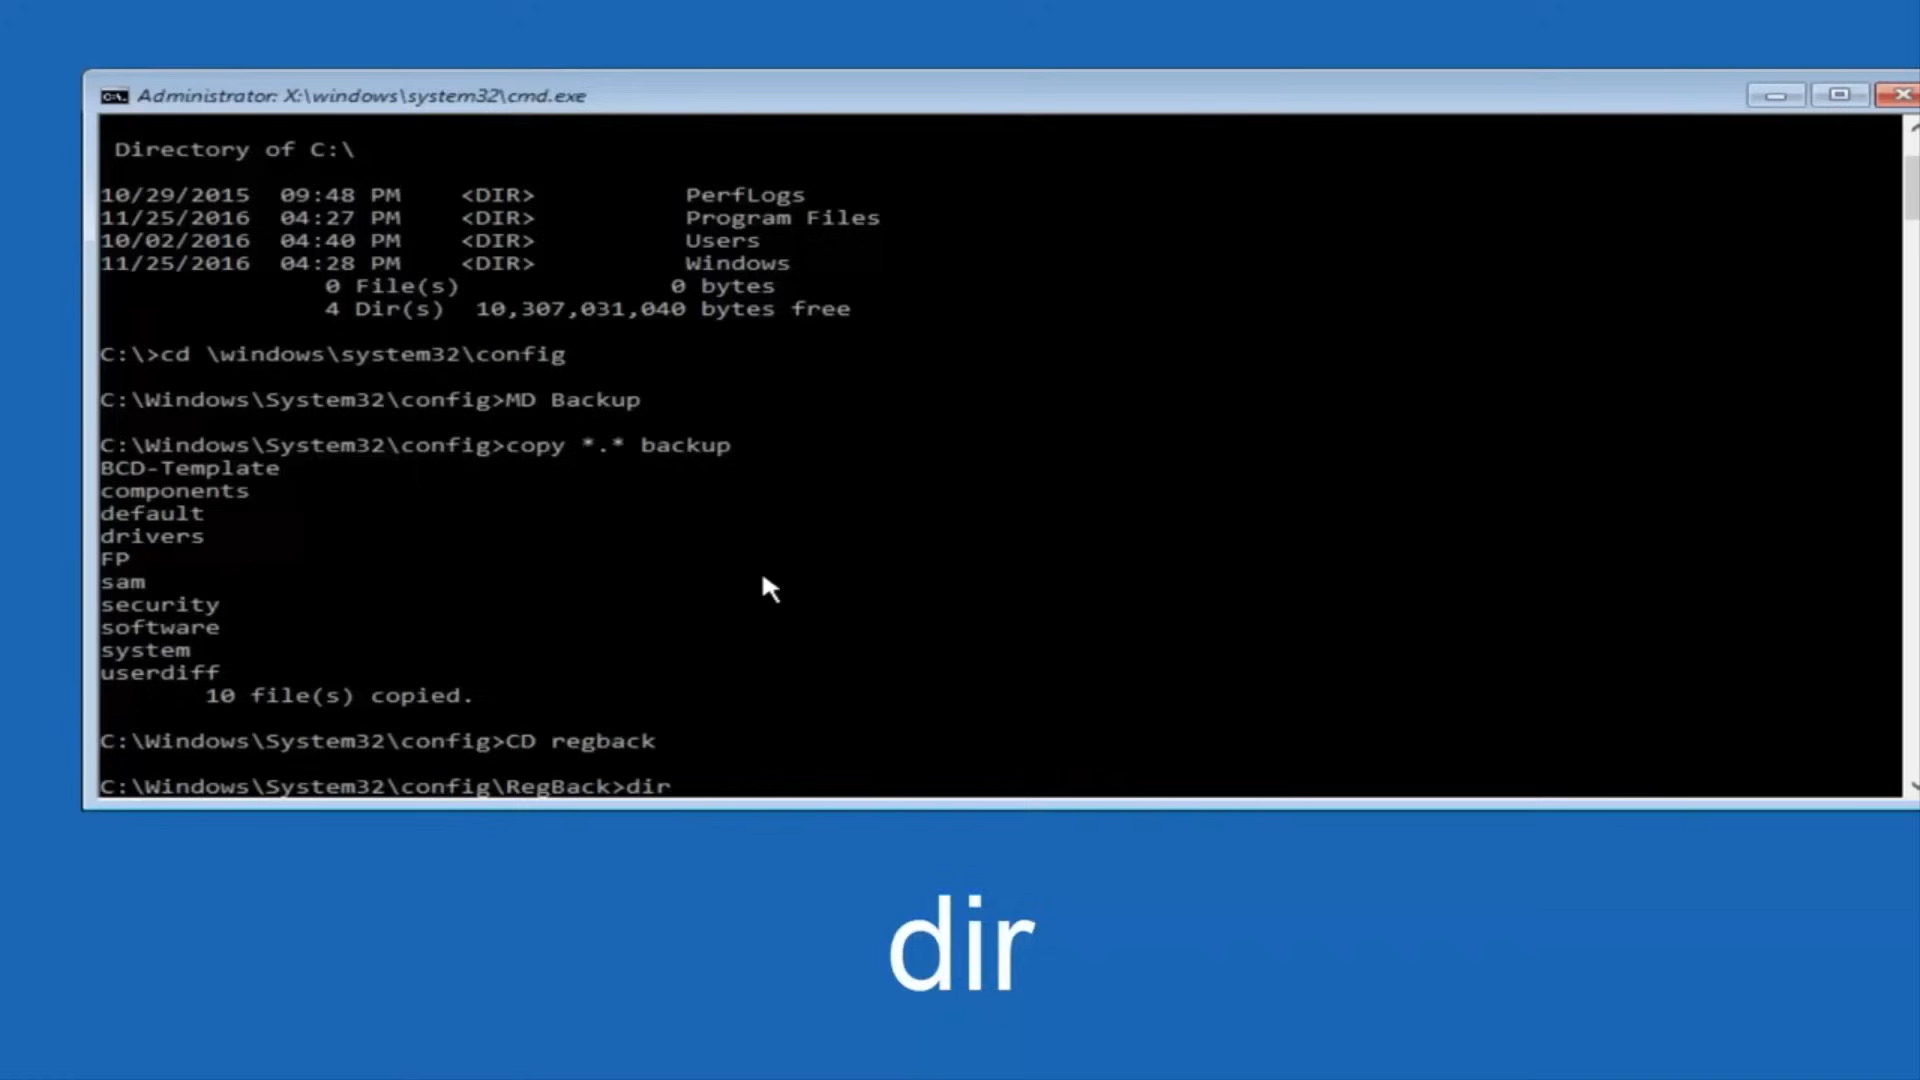 Administrator: X:\windows\system32\cmd.exe
Directory of C:\
10/29/2015 09:48 PM <DIR> PerfLogs
11/25/2016 04:27 PM <DIR> Program Files
10/02/2016 04:40 PM <DIR> Users
11/25/2016 04:28 PM <DIR> Windows
0 File(s) 0 bytes
4 Dir(s) 10,307,031,040 bytes free
C:\>cd \windows\system32\config
C:\Windows\System32\config>MD Backup
C:\Windows\System32\config>copy *.* backup
BCD-Template
components
default
drivers
FP
sam
security
software
system
userdiff
10 file(s) copied.
C:\Windows\System32\config>CD regback
C:\Windows\System32\config\RegBack>dir
dir